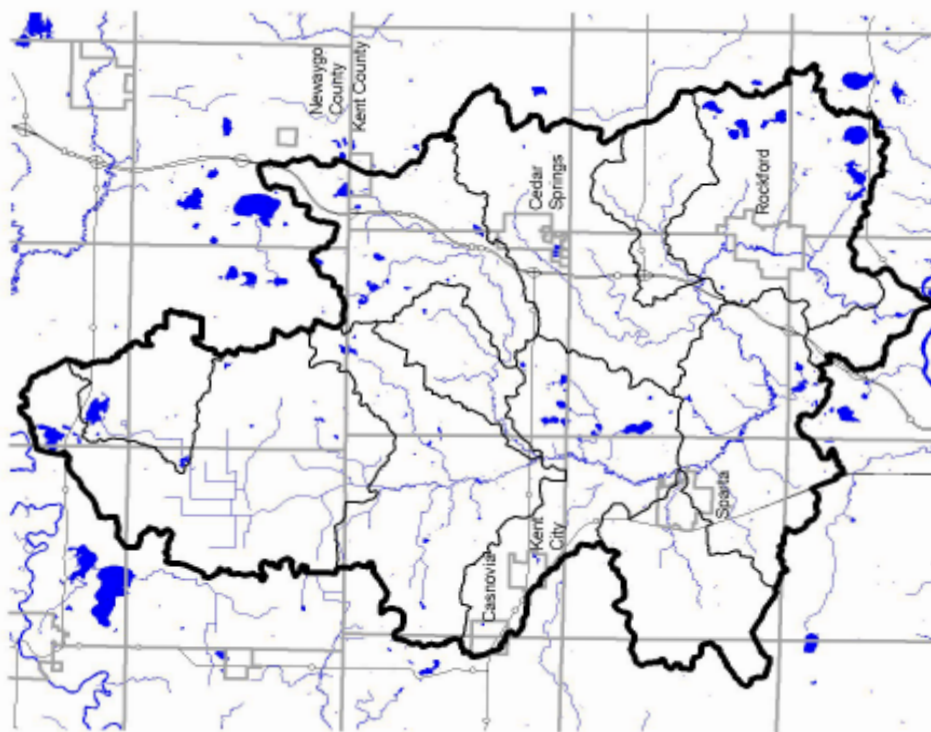 Newaygo
County
Kent County
Cedar
Springs
Rockford
Casnovia
Kent
City
Sparta